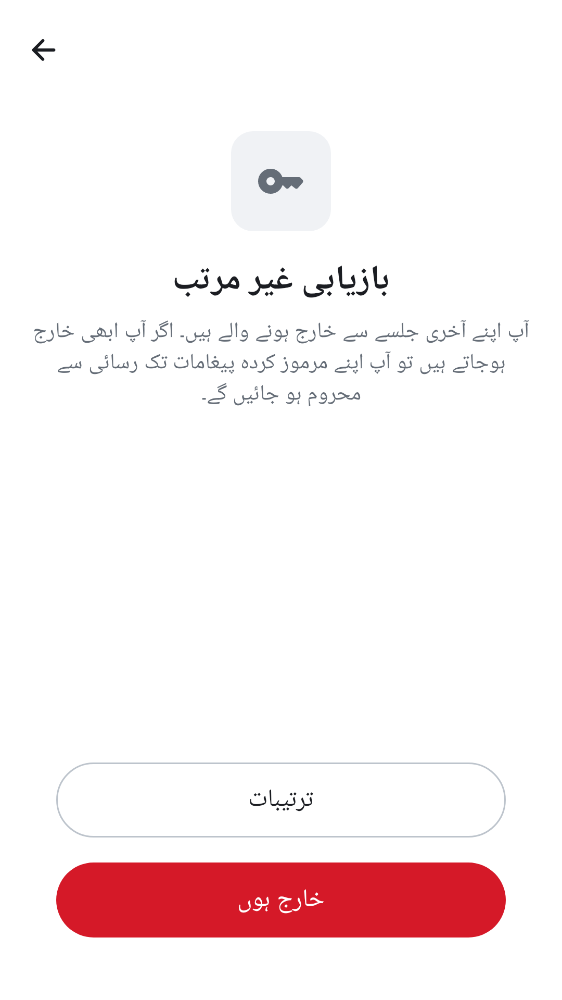 بازیابی غیر مرتب
آپ اپنے آخری جلسے سے خارج ہونے والے ہیں۔ اگر آپ ابھی خارج
ہوجاتے ہیں تو آپ اپنے مرموز کردہ پیغامات تک رسائی سے
محروم ہو جائیں گے۔
ترتیبات
خارج ہوں